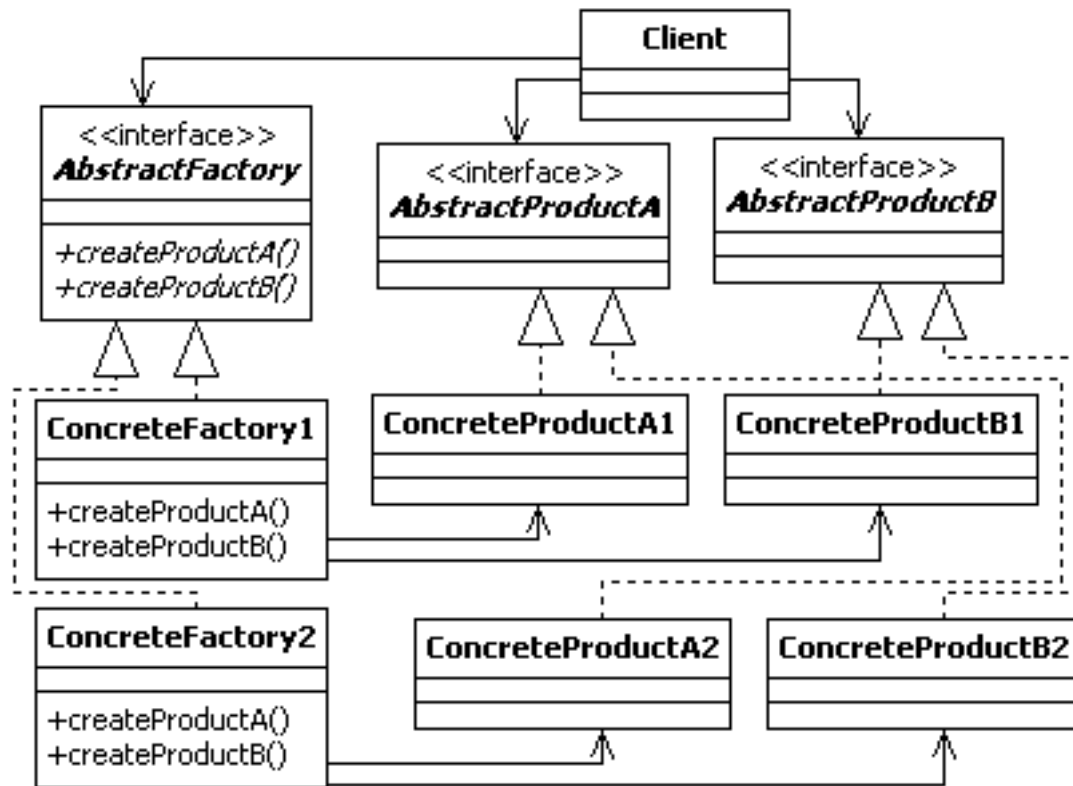 Client
<<interface>>
AbstractFactory
+createProductA()
+createProductB()
<<interface>>
AbstractProductA
<<interface>>
AbstractProductB
ConcreteFactory1
+createProductA()
+createProductB()
ConcreteProductA1
ConcreteProductB1
ConcreteFactory2
+createProductA()
+createProductB()
ConcreteProductA2
ConcreteProductB2